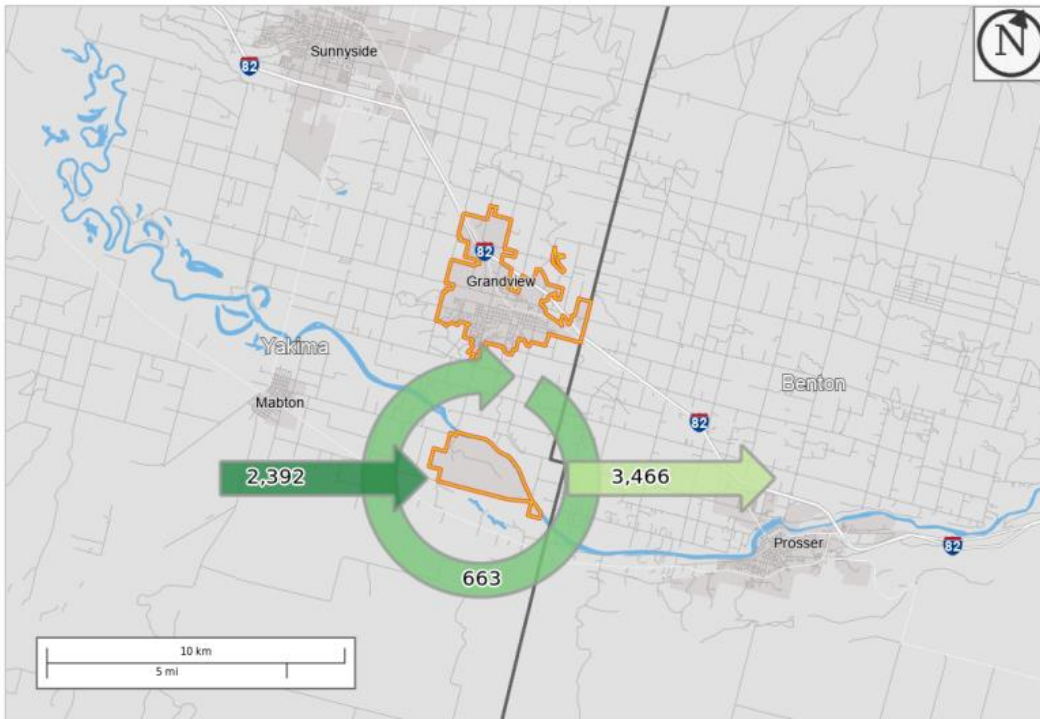 N
Sunnyside
82
82
82
Grandview
Yakima
Benton
Mabton
82
2,392
3,466
Prosser
82
663
10 km
5 mi